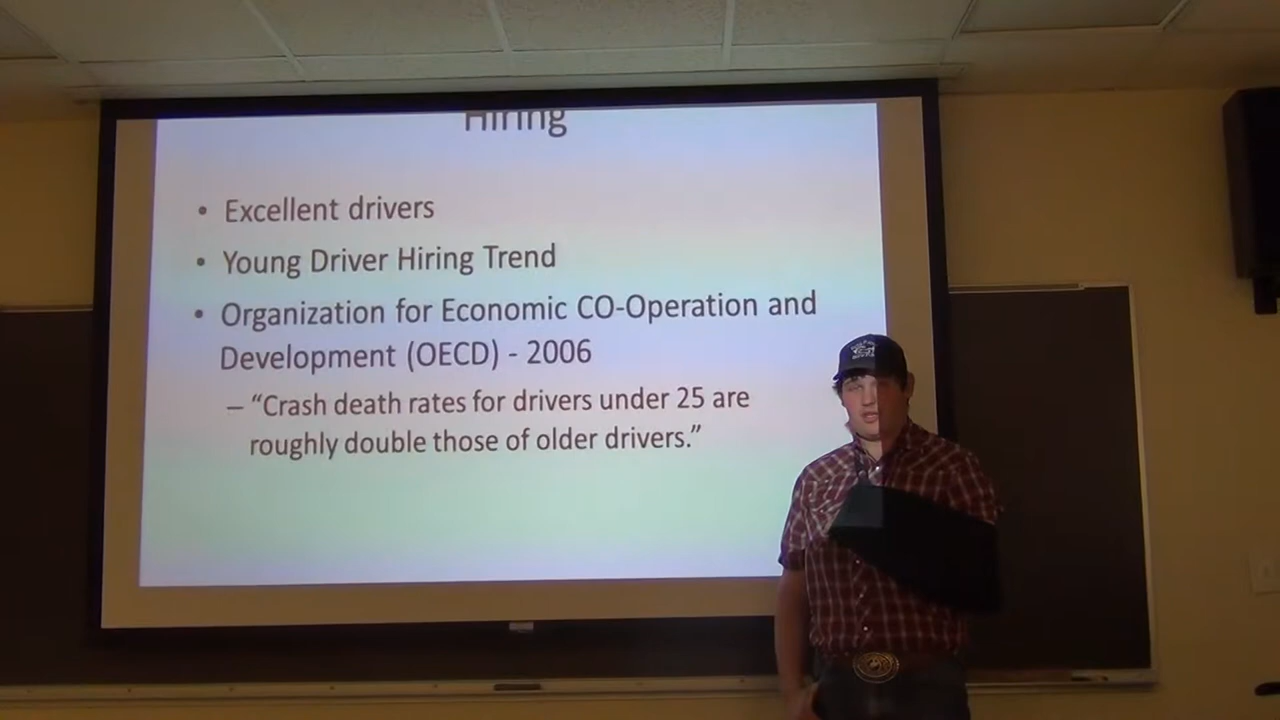 Hiring
• Excellent drivers
• Young Driver Hiring Trend
• Organization for Economic CO-Operation and
Development (OECD) - 2006
– “Crash death rates for drivers under 25 are
roughly double those of older drivers.”